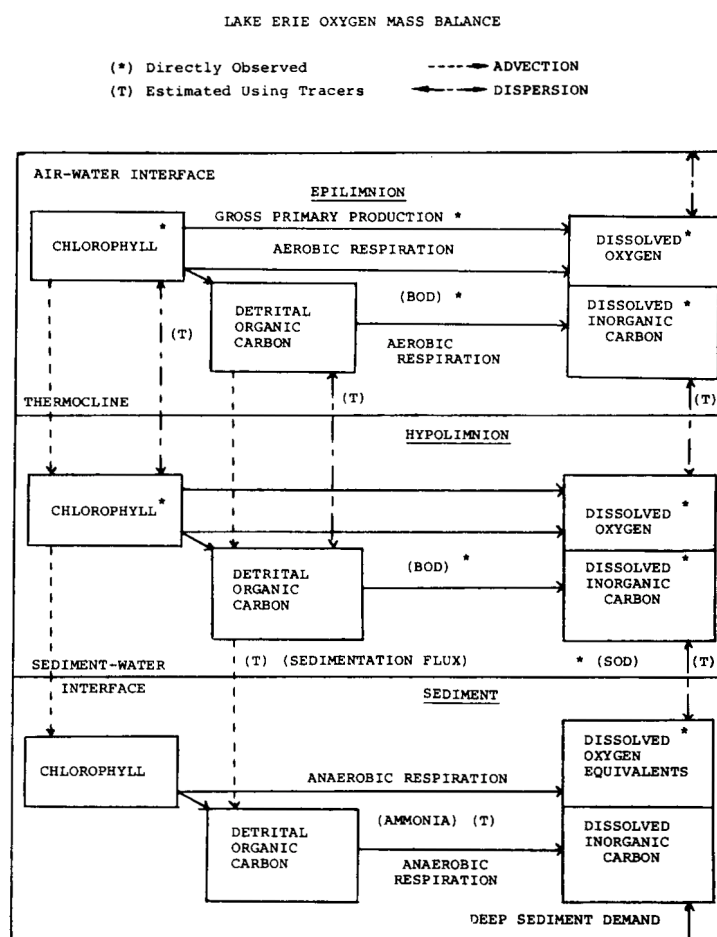 LAKE ERIE OXYGEN MASS BALANCE
(*) Directly Observed
ADVECTION
(T) Estimated Using Tracers
DISPERSION
AIR-WATER INTERFACE
EPILIMNION
GROSS PRIMARY PRODUCTION *
CHLOROPHYLL *
AEROBIC RESPIRATION
DISSOLVED *
OXYGEN
(T)
DETRITAL
ORGANIC
CARBON
(BOD) *
AEROBIC
RESPIRATION
DISSOLVED *
INORGANIC
CARBON
THERMOCLINE
(T)
(T)
HYPOLIMNION
CHLOROPHYLL *
DISSOLVED *
OXYGEN
DETRITAL
ORGANIC
CARBON
(BOD) *
DISSOLVED *
INORGANIC
CARBON
SEDIMENT-WATER
INTERFACE
(T) (SEDIMENTATION FLUX)
* (SOD)
(T)
SEDIMENT
CHLOROPHYLL
ANAEROBIC RESPIRATION
DISSOLVED *
OXYGEN
EQUIVALENTS
DETRITAL
ORGANIC
CARBON
(AMMONIA) (T)
ANAEROBIC
RESPIRATION
DISSOLVED
INORGANIC
CARBON
DEEP SEDIMENT DEMAND